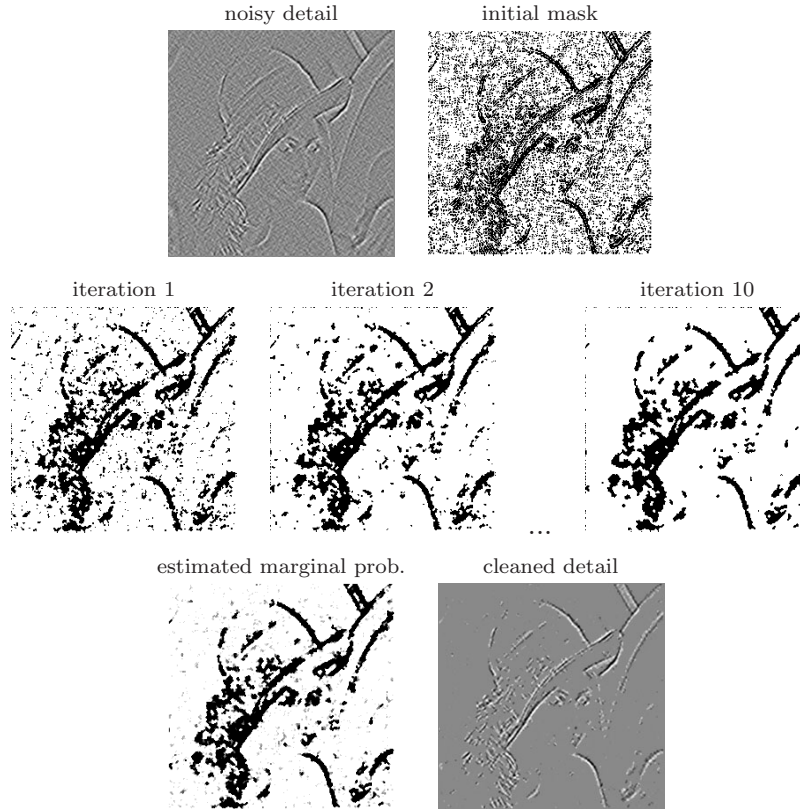 noisy detail
initial mask
iteration 1
iteration 2
iteration 10
...
estimated marginal prob.
cleaned detail